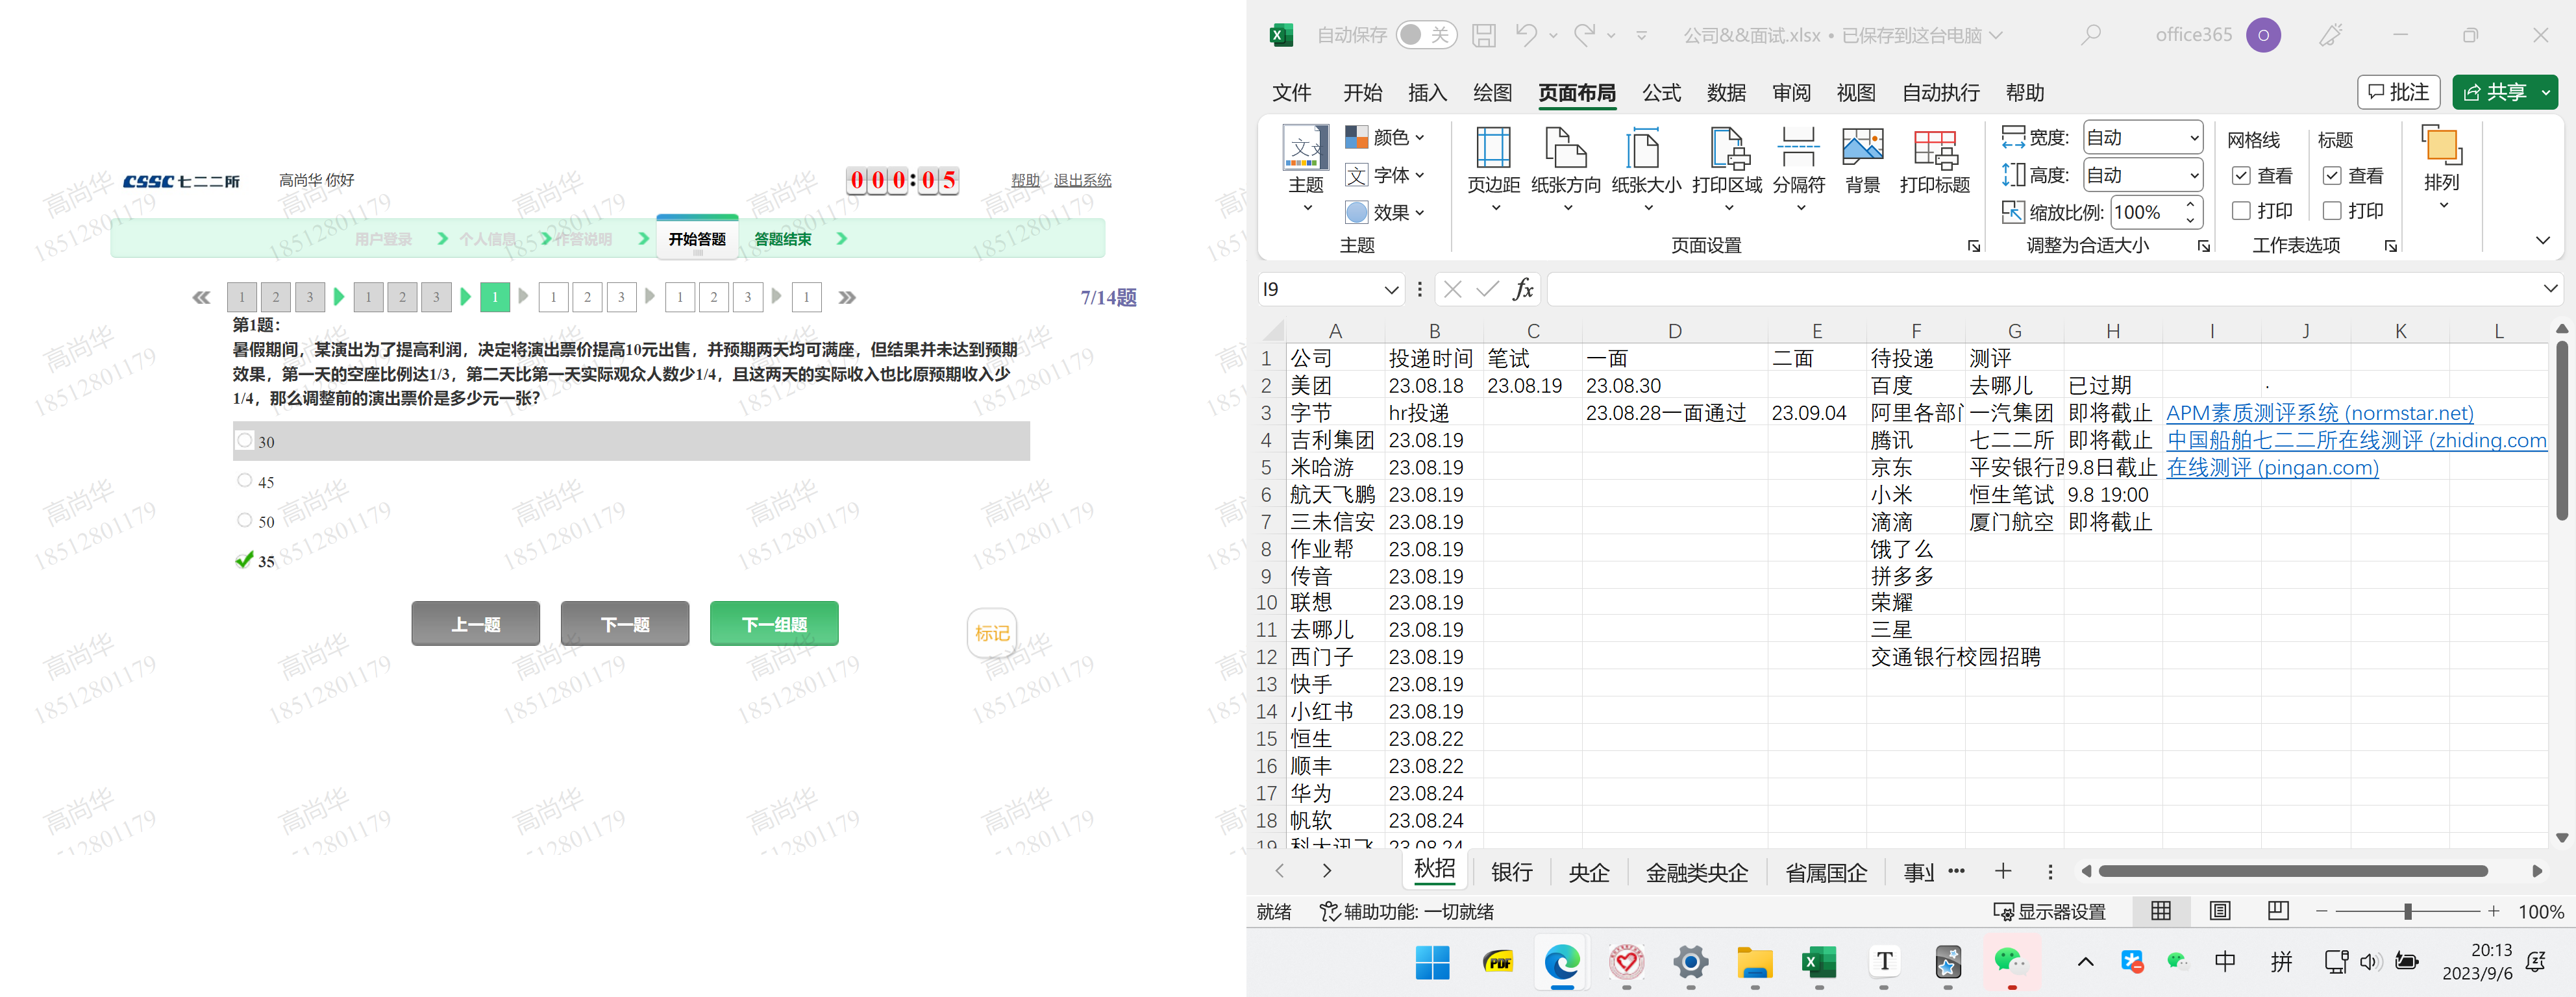 CSSC 七二二所
高尚华 你好
000:05
帮助 退出系统
用户登录 个人信息 作答说明 开始答题 答题结束
1 2 3 1 2 3 1 1 2 3 1 2 3 1
7/14题
第1题:
暑假期间，某演出为了提高利润，决定将演出票价提高10元出售，并预期两天均可满座，但结果并未达到预期
效果，第一天的空座比例达1/3，第二天比第一天实际观众人数少1/4，且这两天的实际收入也比原预期收入少
1/4，那么调整前的演出票价是多少元一张?
30
45
50
35
上一题 下一题 下一组题
标记
高尚华
18512801179
自动保存 关
公司&&面试.xlsx • 已保存到这台电脑
office365 O
文件 开始 插入 绘图 页面布局 公式 数据 审阅 视图 自动执行 帮助
批注 共享
主题 颜色 字体 效果
页边距 纸张方向 纸张大小 打印区域 分隔符 背景 打印标题
宽度: 自动
高度: 自动
缩放比例: 100%
网格线 标题
查看 查看
打印 打印
排列
主题 页面设置 调整为合适大小 工作表选项
I9 fx
A B C D E F G H I J K L
1 公司 投递时间 笔试 一面 二面 待投递 测评
2 美团 23.08.18 23.08.19 23.08.30 百度 去哪儿 已过期
3 字节 hr投递 23.08.28一面通过 23.09.04 阿里各部 一汽集团 即将截止 APM素质测评系统 (normstar.net)
4 吉利集团 23.08.19 腾讯 七二二所 即将截止 中国船舶七二二所在线测评 (zhiding.com
5 米哈游 23.08.19 京东 平安银行 9.8日截止 在线测评 (pingan.com)
6 航天飞鹏 23.08.19 小米 恒生笔试 9.8 19:00
7 三未信安 23.08.19 滴滴 厦门航空 即将截止
8 作业帮 23.08.19 饿了么
9 传音 23.08.19 拼多多
10 联想 23.08.19 荣耀
11 去哪儿 23.08.19 三星
12 西门子 23.08.19 交通银行校园招聘
13 快手 23.08.19
14 小红书 23.08.19
15 恒生 23.08.22
16 顺丰 23.08.22
17 华为 23.08.24
18 帆软 23.08.24
19 科大讯飞 23.08.24
秋招 银行 央企 金融类央企 省属国企 事业
就绪 辅助功能: 一切就绪
显示器设置 100%
PDF
中 拼
20:13
2023/9/6